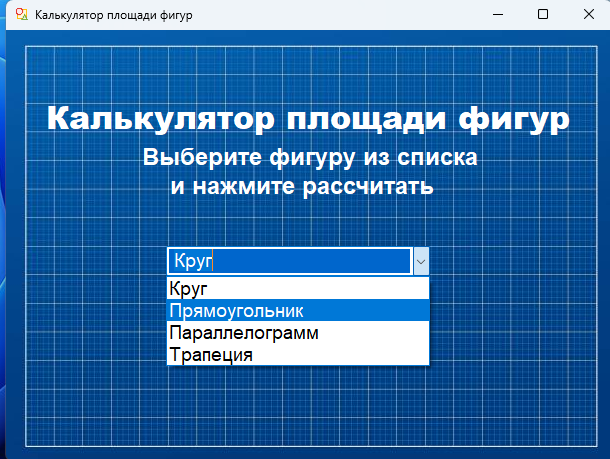 Калькулятор площади фигур
Калькулятор площади фигур
Выберите фигуру из списка
и нажмите рассчитать
Круг
Круг
Прямоугольник
Параллелограмм
Трапеция